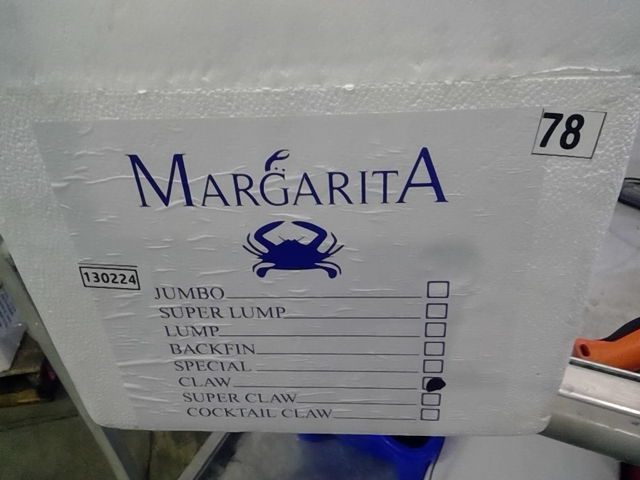 78
MARGARITA
130224
JUMBO
SUPER LUMP
LUMP
BACKFIN
SPECIAL
CLAW
SUPER CLAW
COCKTAIL CLAW